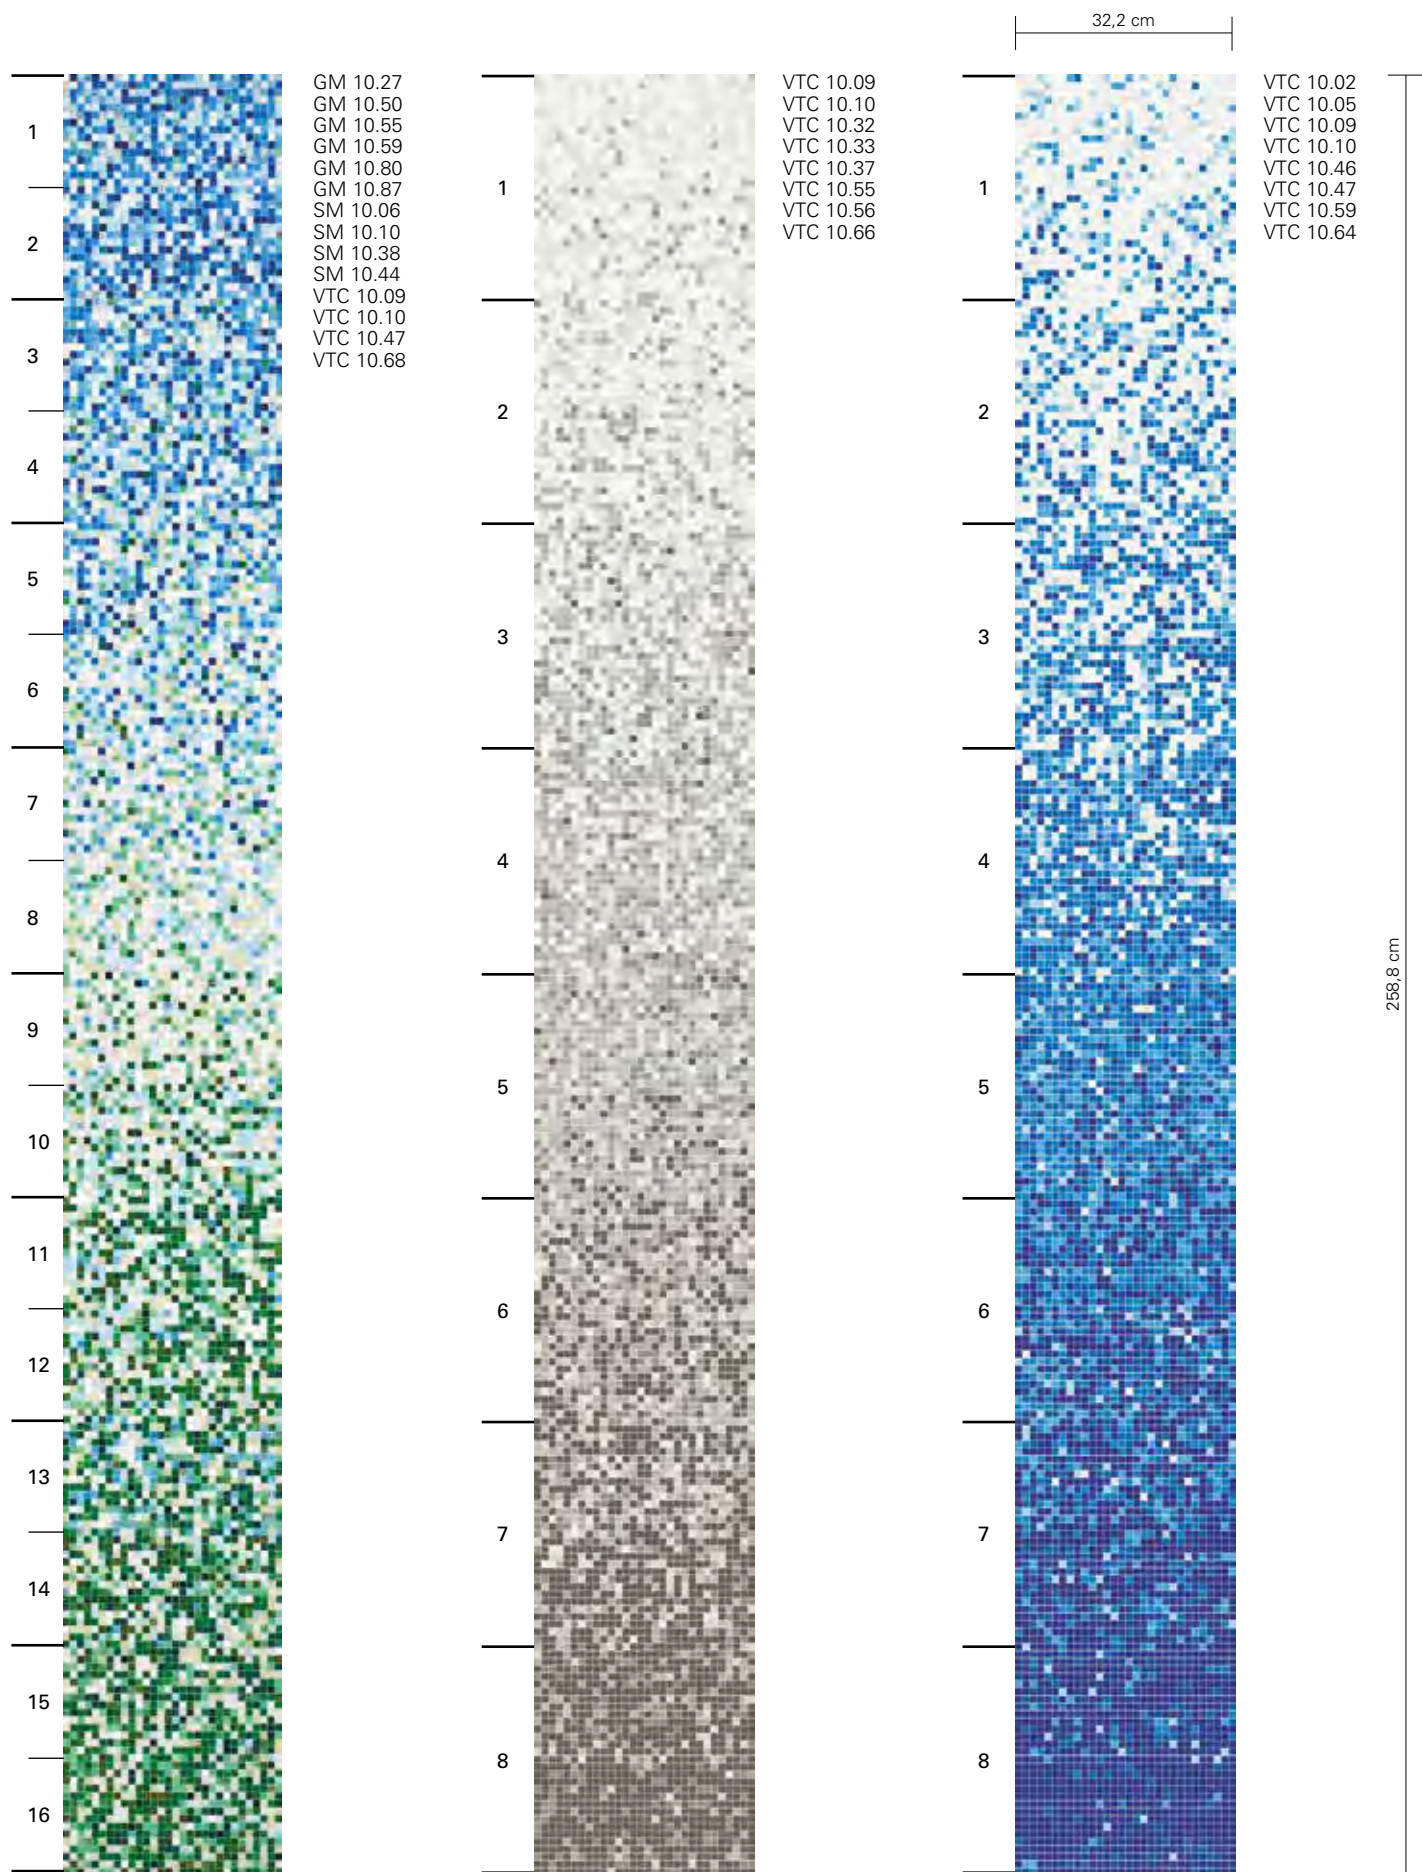 32,2 cm
GM 10.27
GM 10.50
GM 10.55
GM 10.59
GM 10.80
GM 10.87
SM 10.06
SM 10.10
SM 10.38
SM 10.44
VTC 10.09
VTC 10.10
VTC 10.47
VTC 10.68
1
2
3
4
5
6
7
8
9
10
11
12
13
14
15
16
VTC 10.09
VTC 10.10
VTC 10.32
VTC 10.33
VTC 10.37
VTC 10.55
VTC 10.56
VTC 10.66
1
2
3
4
5
6
7
8
VTC 10.02
VTC 10.05
VTC 10.09
VTC 10.10
VTC 10.46
VTC 10.47
VTC 10.59
VTC 10.64
1
2
3
4
5
6
7
8
258,8 cm